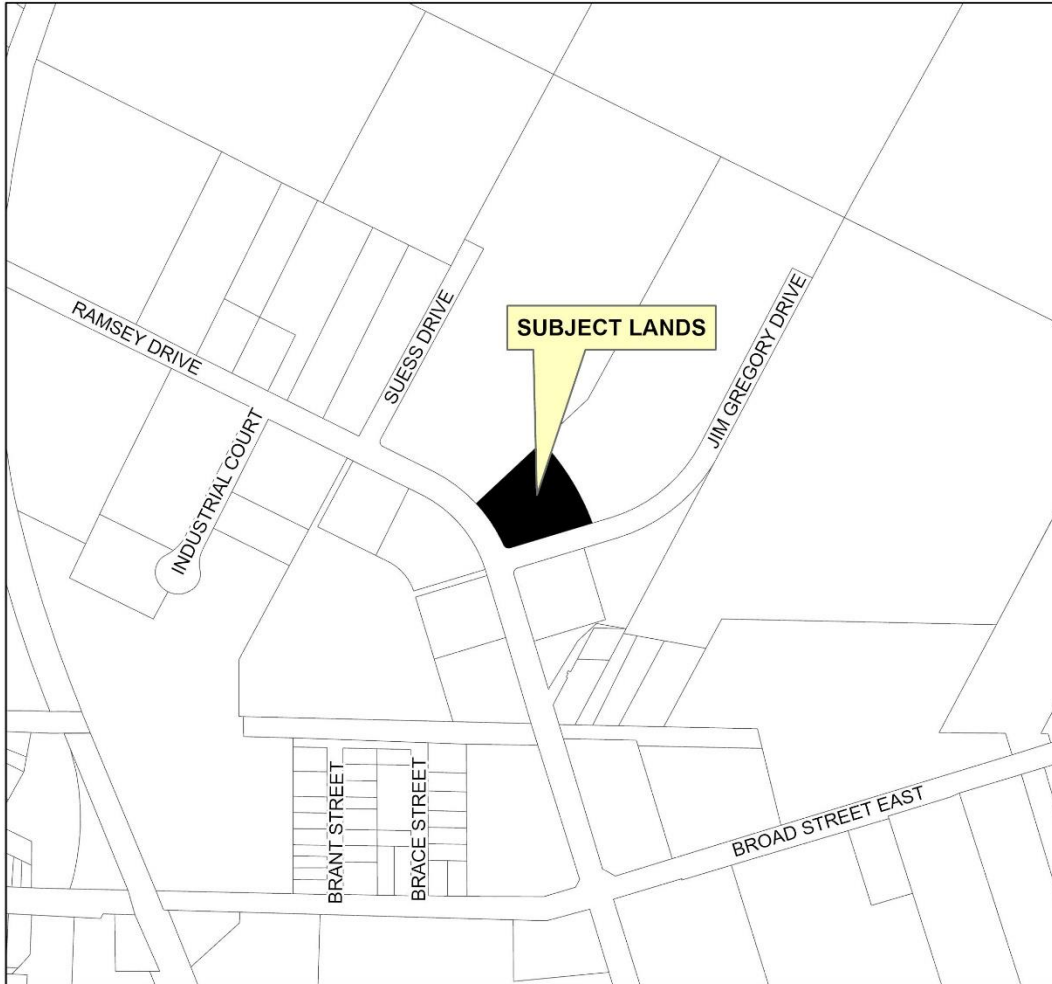 RAMSEY DRIVE
SUESS DRIVE
SUBJECT LANDS
JIM GREGORY DRIVE
INDUSTRIAL COURT
BRANT STREET
BRACE STREET
BROAD STREET EAST